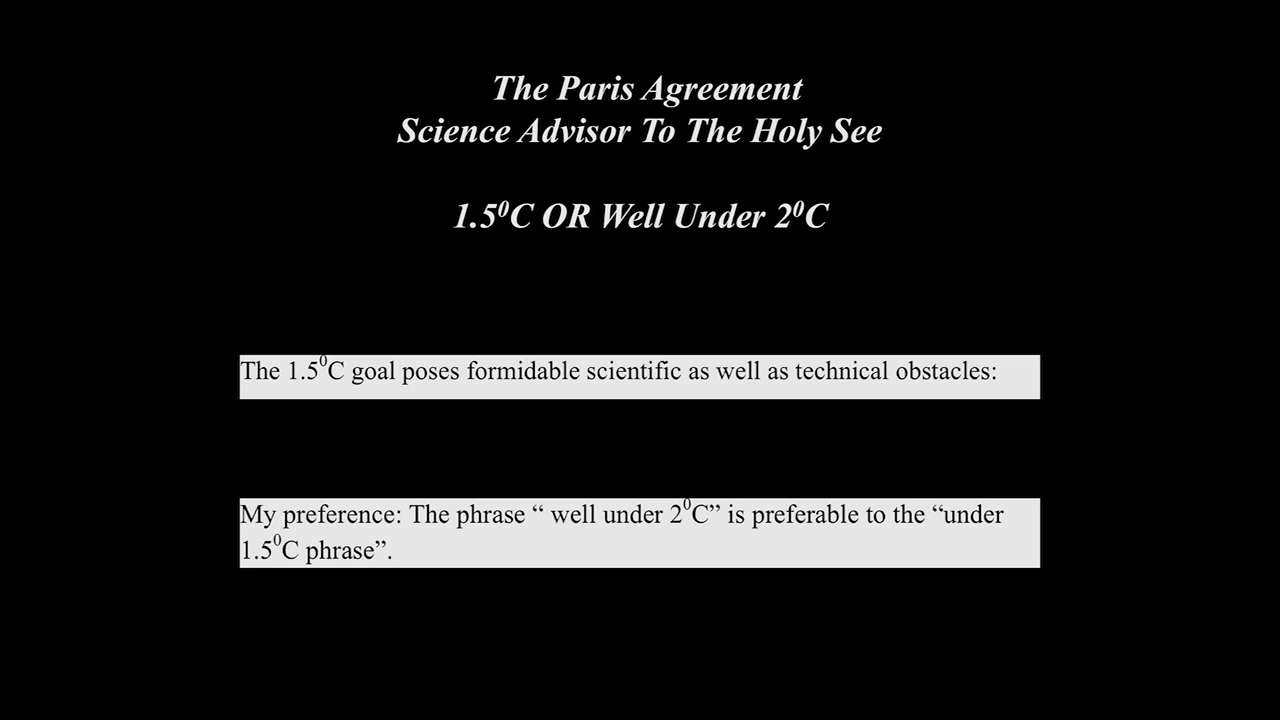 The Paris Agreement
Science Advisor To The Holy See
1.5⁰C OR Well Under 2⁰C
The 1.5⁰C goal poses formidable scientific as well as technical obstacles:
My preference: The phrase “ well under 2⁰C” is preferable to the “under
1.5⁰C phrase”.